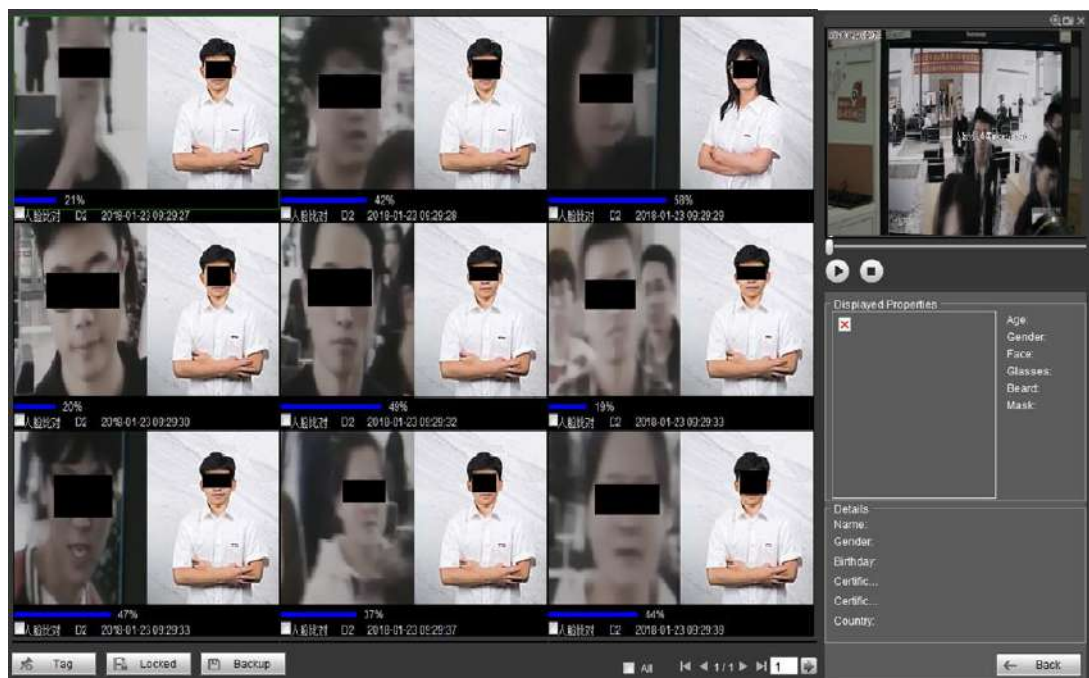 21%
人脸比对 D2 2018-01-23 09:29:27
42%
人脸比对 D2 2018-01-23 09:29:28
58%
人脸比对 D2 2018-01-23 09:29:29
20%
人脸比对 D2 2018-01-23 09:29:30
49%
人脸比对 D2 2018-01-23 09:29:32
19%
人脸比对 D2 2018-01-23 09:29:33
47%
人脸比对 D2 2018-01-23 09:29:33
37%
人脸比对 D2 2018-01-23 09:29:37
44%
人脸比对 D2 2018-01-23 09:29:39
Tag Locked Backup
All 1 / 1 1
Displayed Properties
Age:
Gender:
Face:
Glasses:
Beard:
Mask:
Details
Name:
Gender:
Birthday:
Certific...
Certific...
Country:
Back